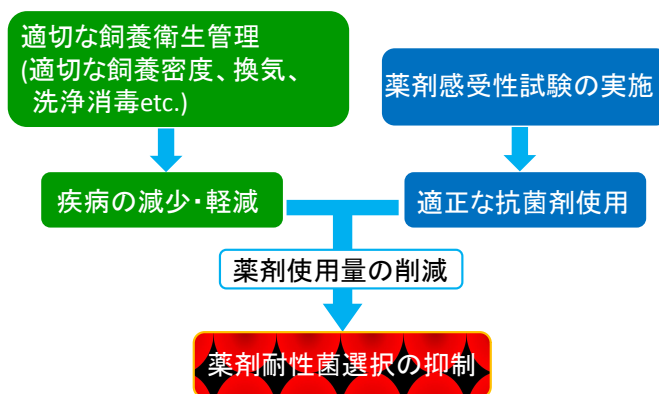 適切な飼養衛生管理
(適切な飼養密度、換気、
洗浄消毒etc.)
薬剤感受性試験の実施
疾病の減少・軽減
適正な抗菌剤使用
薬剤使用量の削減
薬剤耐性菌選択の抑制